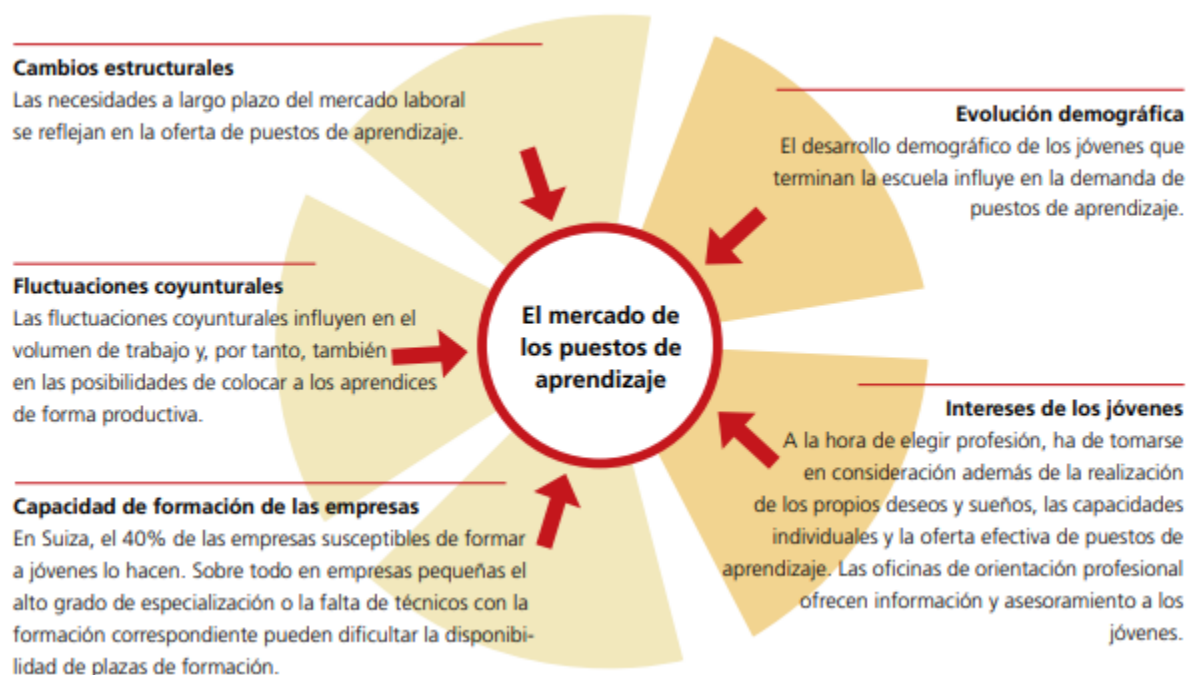 Cambios estructurales
Las necesidades a largo plazo del mercado laboral
se reflejan en la oferta de puestos de aprendizaje.
Fluctuaciones coyunturales
Las fluctuaciones coyunturales influyen en el
volumen de trabajo y, por tanto, también
en las posibilidades de colocar a los aprendices
de forma productiva.
Capacidad de formación de las empresas
En Suiza, el 40% de las empresas susceptibles de formar
a jóvenes lo hacen. Sobre todo en empresas pequeñas el
alto grado de especialización o la falta de técnicos con la
formación correspondiente pueden dificultar la disponibi-
lidad de plazas de formación.
El mercado de
los puestos de
aprendizaje
Evolución demográfica
El desarrollo demográfico de los jóvenes que
terminan la escuela influye en la demanda de
puestos de aprendizaje.
Intereses de los jóvenes
A la hora de elegir profesión, ha de tomarse
en consideración además de la realización
de los propios deseos y sueños, las capacidades
individuales y la oferta efectiva de puestos de
aprendizaje. Las oficinas de orientación profesional
ofrecen información y asesoramiento a los
jóvenes.